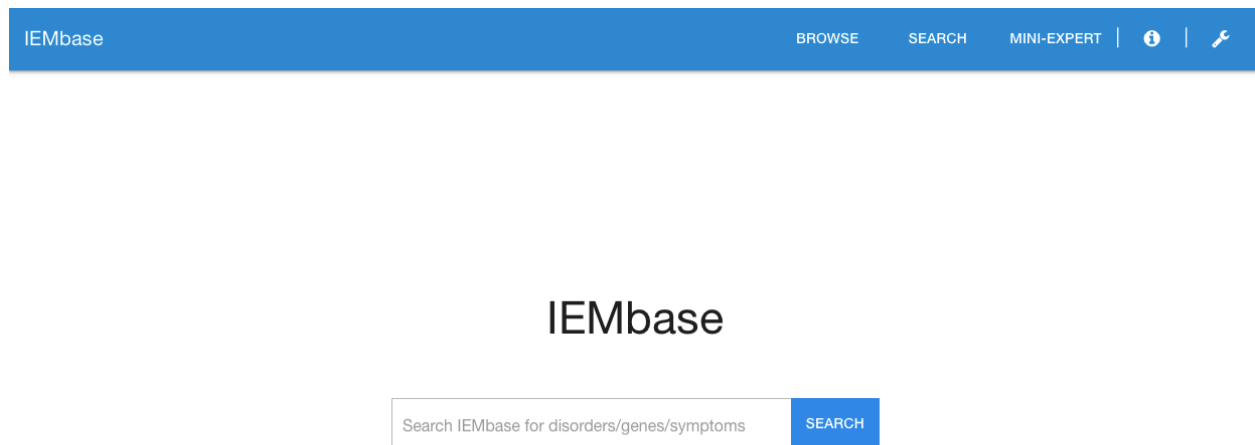 IEMbase BROWSE SEARCH MINI-EXPERT
IEMbase
Search IEMbase for disorders/genes/symptoms SEARCH